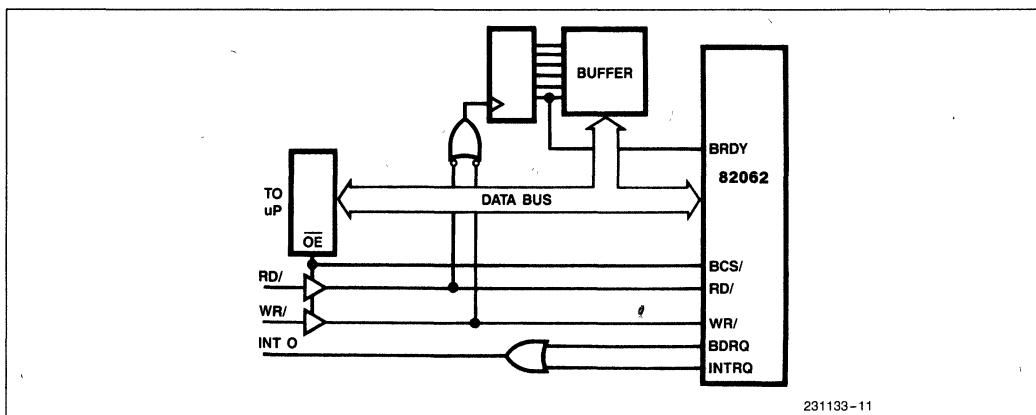 BUFFER
BRDY
82062
TO
uP
DATA BUS
OE
BCS/
RD/
RD/
WR/
WR/
INT O
BDRQ
INTRQ
231133-11